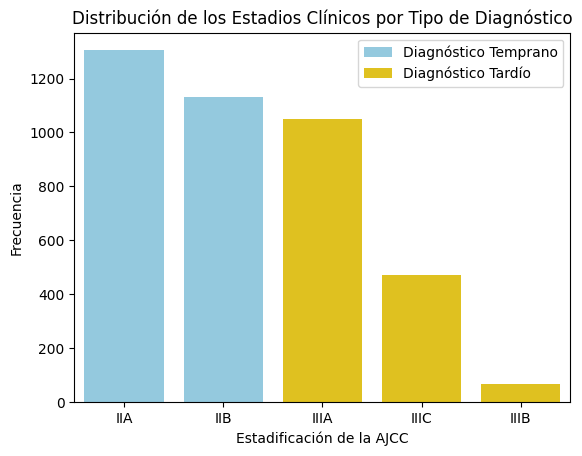 Distribución de los Estadios Clínicos por Tipo de Diagnóstico
Diagnóstico Temprano
Diagnóstico Tardío
Frecuencia
1200
1000
800
600
400
200
0
IIA IIB IIIA IIIC IIIB
Estadificación de la AJCC